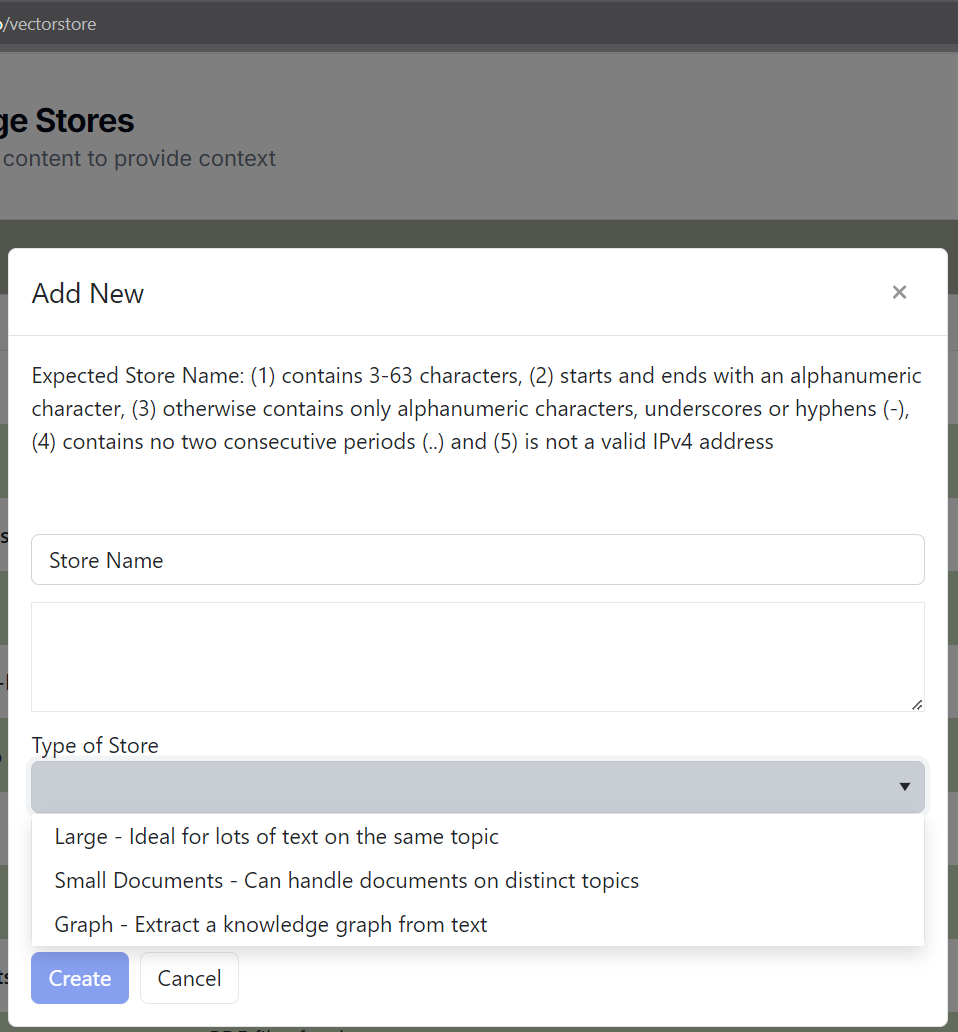 /vectorstore
ge Stores
content to provide context
Add New
×
Expected Store Name: (1) contains 3-63 characters, (2) starts and ends with an alphanumeric
character, (3) otherwise contains only alphanumeric characters, underscores or hyphens (-),
(4) contains no two consecutive periods (..) and (5) is not a valid IPv4 address
Store Name
Type of Store
Large - Ideal for lots of text on the same topic
Small Documents - Can handle documents on distinct topics
Graph - Extract a knowledge graph from text
Create Cancel